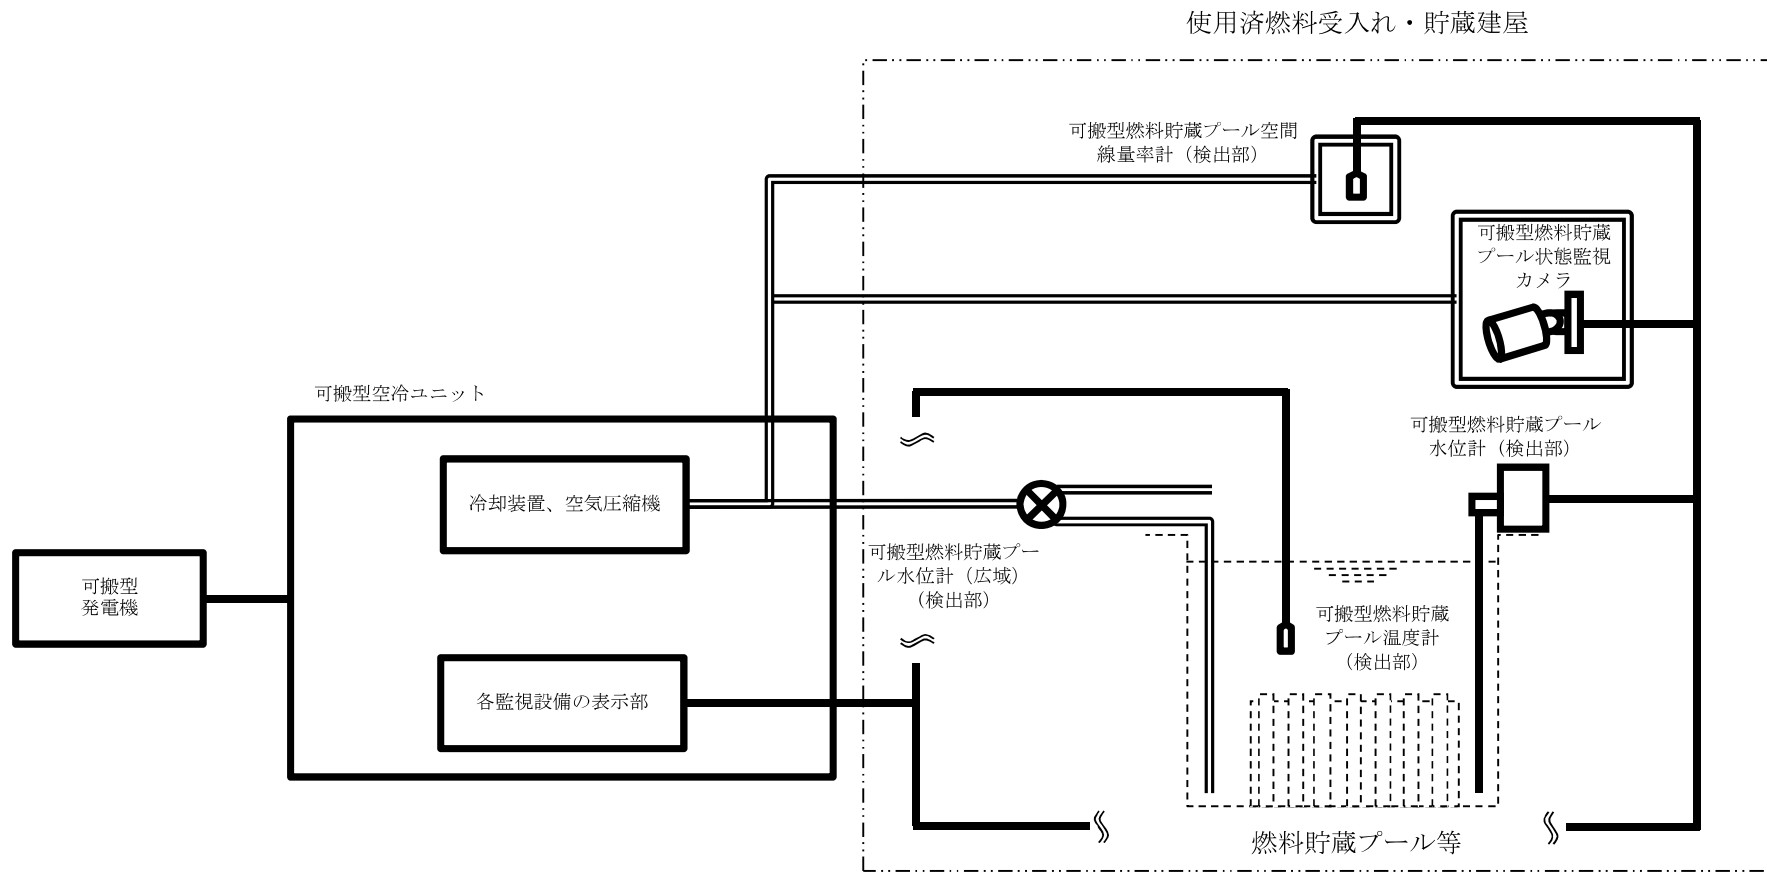 使用済燃料受入れ・貯蔵建屋
可搬型燃料貯蔵プール空間
線量率計（検出部）
可搬型燃料貯蔵
プール状態監視
カメラ
可搬型空冷ユニット
可搬型燃料貯蔵プール
水位計（検出部）
冷却装置、空気圧縮機
可搬型燃料貯蔵プー
ル水位計（広域）
（検出部）
可搬型
発電機
可搬型燃料貯蔵
プール温度計
（検出部）
各監視設備の表示部
燃料貯蔵プール等